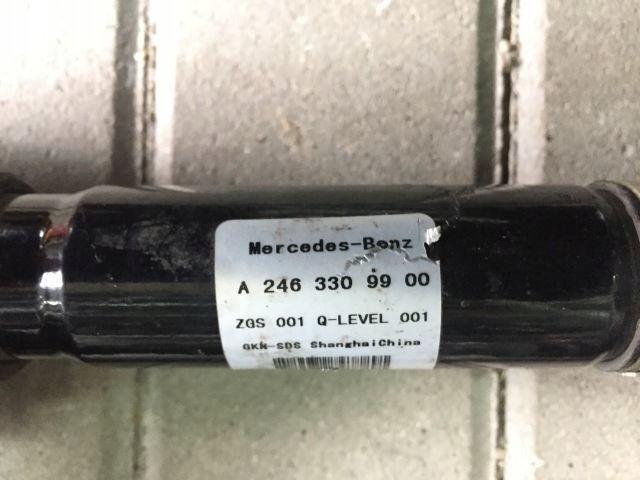 Mercedes-Benz
A 246 330 99 00
ZGS 001 Q-LEVEL 001
GKN-SDS ShanghaiChina